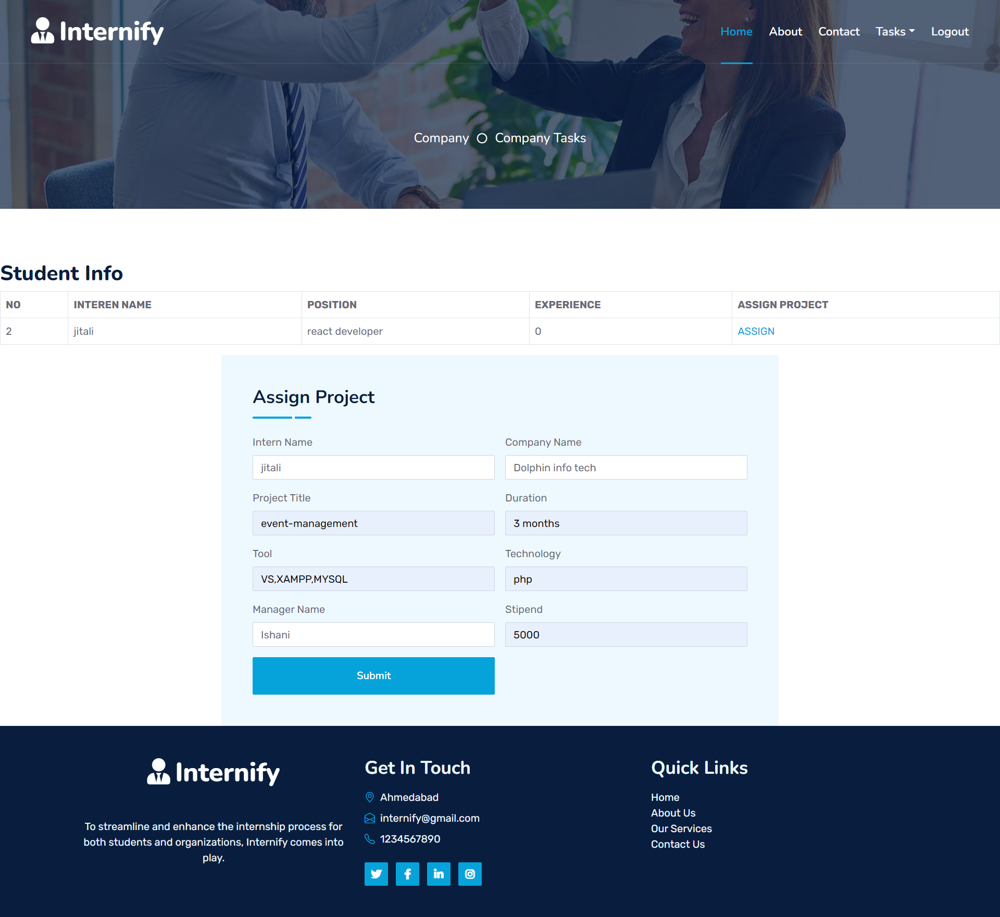 Internify
Home About Contact Tasks Logout
Company Company Tasks
Student Info
NO INTEREN NAME POSITION EXPERIENCE ASSIGN PROJECT
2 jitali react developer 0 ASSIGN
Assign Project
Intern Name Company Name
jitali Dolphin info tech
Project Title Duration
event-management 3 months
Tool Technology
VS,XAMPP,MYSQL php
Manager Name Stipend
Ishani 5000
Submit
Internify
To streamline and enhance the internship process for
both students and organizations, Internify comes into
play.
Get In Touch
Ahmedabad
internify@gmail.com
1234567890
Quick Links
Home
About Us
Our Services
Contact Us